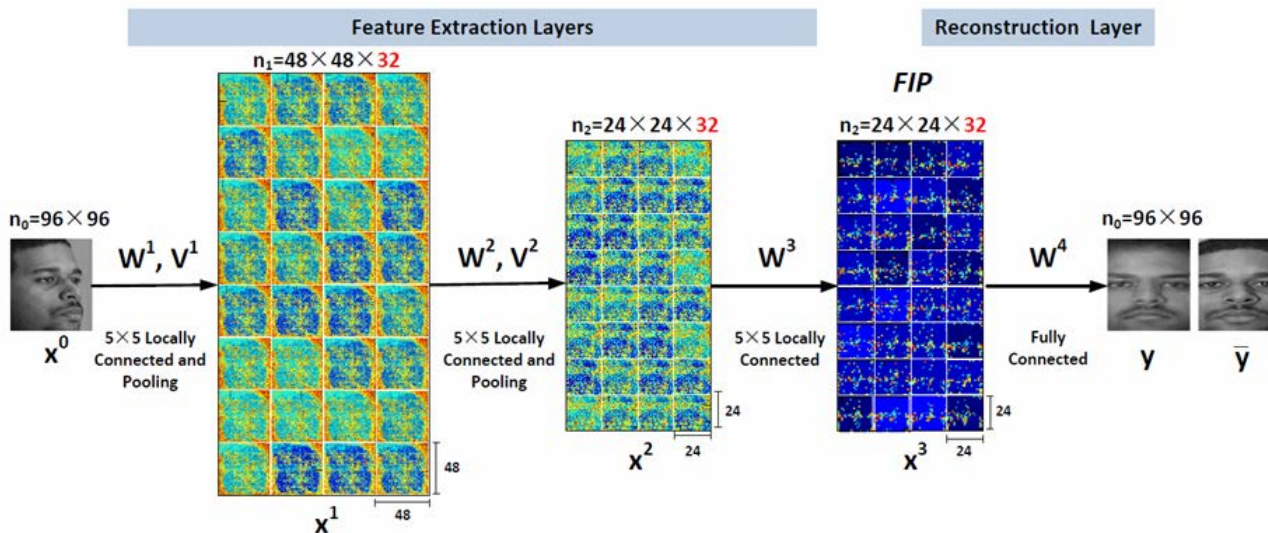 Feature Extraction Layers
Reconstruction Layer
n₁=48×48×32
FIP
n₂=24×24×32
n₂=24×24×32
n₀=96×96
n₀=96×96
W¹, V¹
W², V²
W³
W⁴
5×5 Locally
Connected and
Pooling
5×5 Locally
Connected and
Pooling
5×5 Locally
Connected
Fully
Connected
x⁰
y
ȳ
24
24
24
24
x²
x³
48
48
x¹